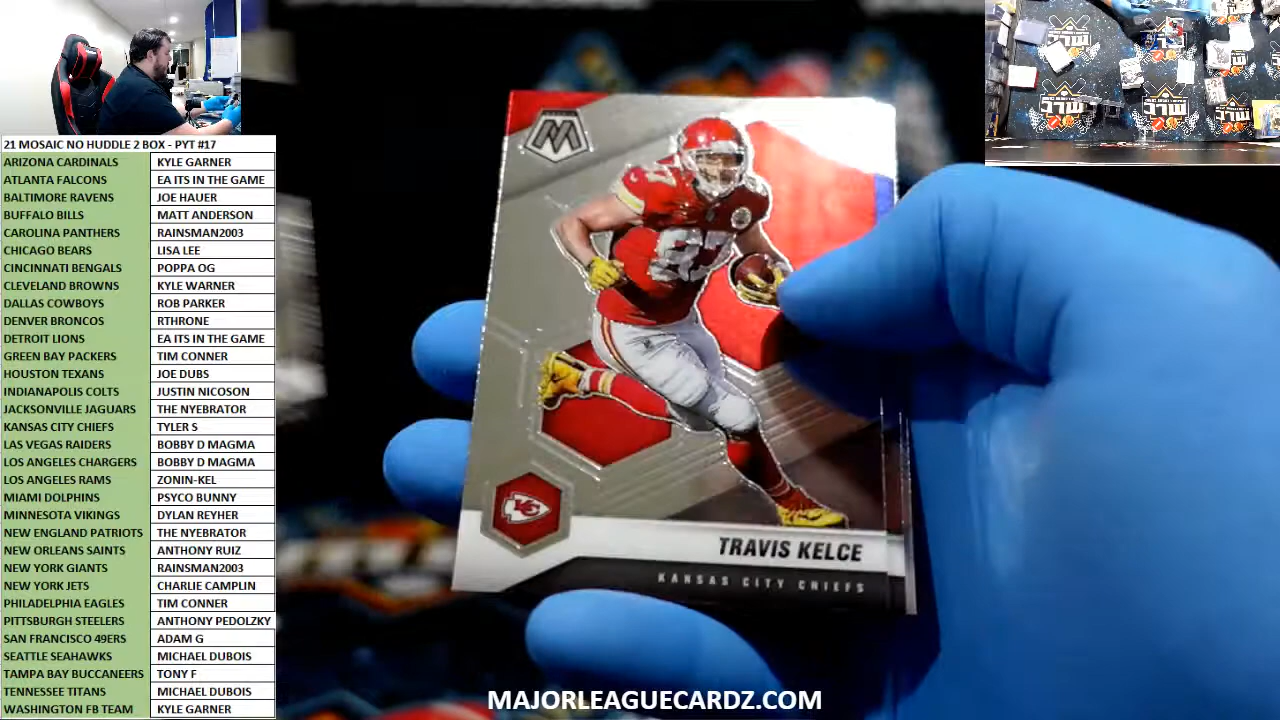 21 MOSAIC NO HUDDLE 2 BOX - PYT #17
ARIZONA CARDINALS KYLE GARNER
ATLANTA FALCONS EA ITS IN THE GAME
BALTIMORE RAVENS JOE HAUER
BUFFALO BILLS MATT ANDERSON
CAROLINA PANTHERS RAINSMAN2003
CHICAGO BEARS LISA LEE
CINCINNATI BENGALS POPPA OG
CLEVELAND BROWNS KYLE WARNER
DALLAS COWBOYS ROB PARKER
DENVER BRONCOS RTHRONE
DETROIT LIONS EA ITS IN THE GAME
GREEN BAY PACKERS TIM CONNER
HOUSTON TEXANS JOE DUBS
INDIANAPOLIS COLTS JUSTIN NICOSON
JACKSONVILLE JAGUARS THE NYEBRATOR
KANSAS CITY CHIEFS TYLER S
LAS VEGAS RAIDERS BOBBY D MAGMA
LOS ANGELES CHARGERS BOBBY D MAGMA
LOS ANGELES RAMS ZONIN-KEL
MIAMI DOLPHINS PSYCO BUNNY
MINNESOTA VIKINGS DYLAN REYHER
NEW ENGLAND PATRIOTS THE NYEBRATOR
NEW ORLEANS SAINTS ANTHONY RUIZ
NEW YORK GIANTS RAINSMAN2003
NEW YORK JETS CHARLIE CAMPLIN
PHILADELPHIA EAGLES TIM CONNER
PITTSBURGH STEELERS ANTHONY PEDOLZKY
SAN FRANCISCO 49ERS ADAM G
SEATTLE SEAHAWKS MICHAEL DUBOIS
TAMPA BAY BUCCANEERS TONY F
TENNESSEE TITANS MICHAEL DUBOIS
WASHINGTON FB TEAM KYLE GARNER
M
87
87
KC
TRAVIS KELCE
KANSAS CITY CHIEFS
MAJORLEAGUECARDZ.COM